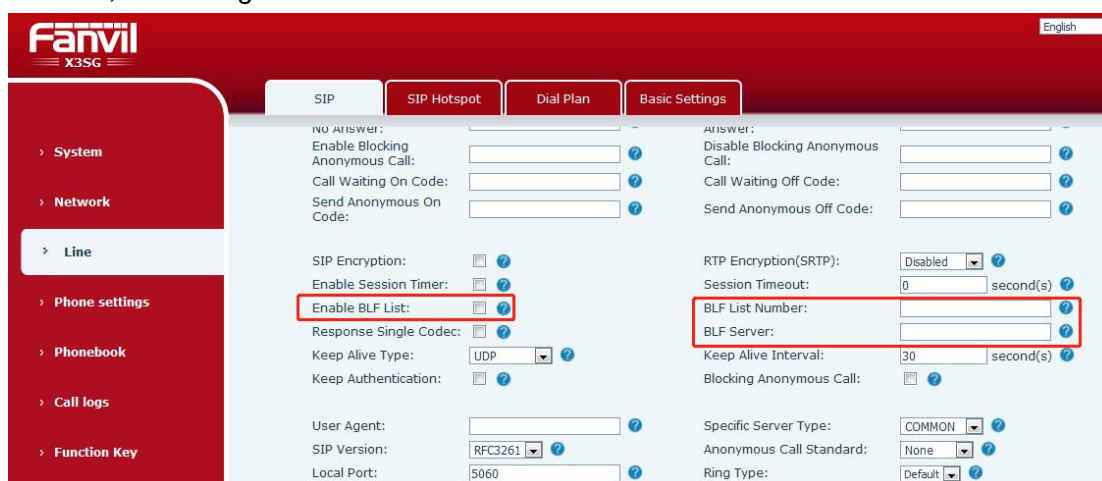 English
Fanvil
X3SG
SIP SIP Hotspot Dial Plan Basic Settings
No Answer: Answer:
Enable Blocking Anonymous Call: Disable Blocking Anonymous Call:
Call Waiting On Code: Call Waiting Off Code:
Send Anonymous On Code: Send Anonymous Off Code:
SIP Encryption: RTP Encryption(SRTP): Disabled
Enable Session Timer: Session Timeout: 0 second(s)
Enable BLF List: BLF List Number:
Response Single Codec: BLF Server:
Keep Alive Type: UDP Keep Alive Interval: 30 second(s)
Keep Authentication: Blocking Anonymous Call:
User Agent: Specific Server Type: COMMON
SIP Version: RFC3261 Anonymous Call Standard: None
Local Port: 5060 Ring Type: Default
› System
› Network
› Line
› Phone settings
› Phonebook
› Call logs
› Function Key